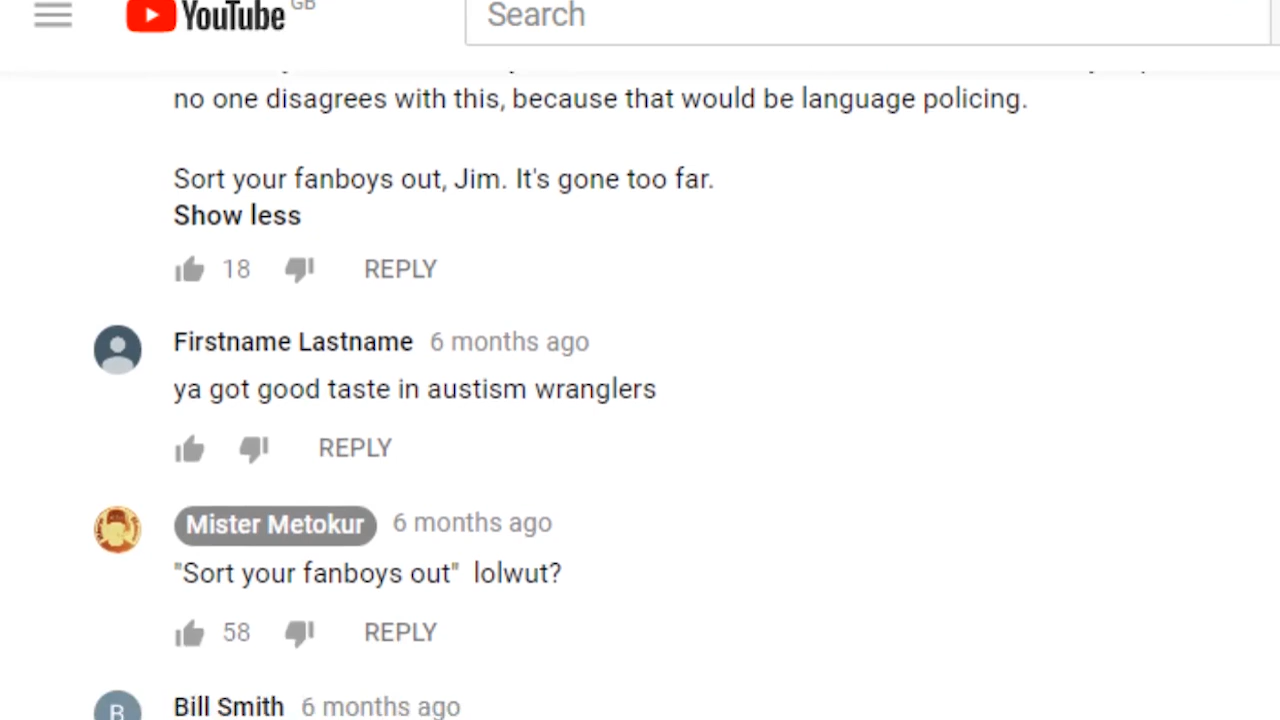 YouTube GB
Search
no one disagrees with this, because that would be language policing.
Sort your fanboys out, Jim. It's gone too far.
Show less
18 REPLY
Firstname Lastname 6 months ago
ya got good taste in austism wranglers
REPLY
Mister Metokur 6 months ago
"Sort your fanboys out" lolwut?
58 REPLY
B Bill Smith 6 months ago